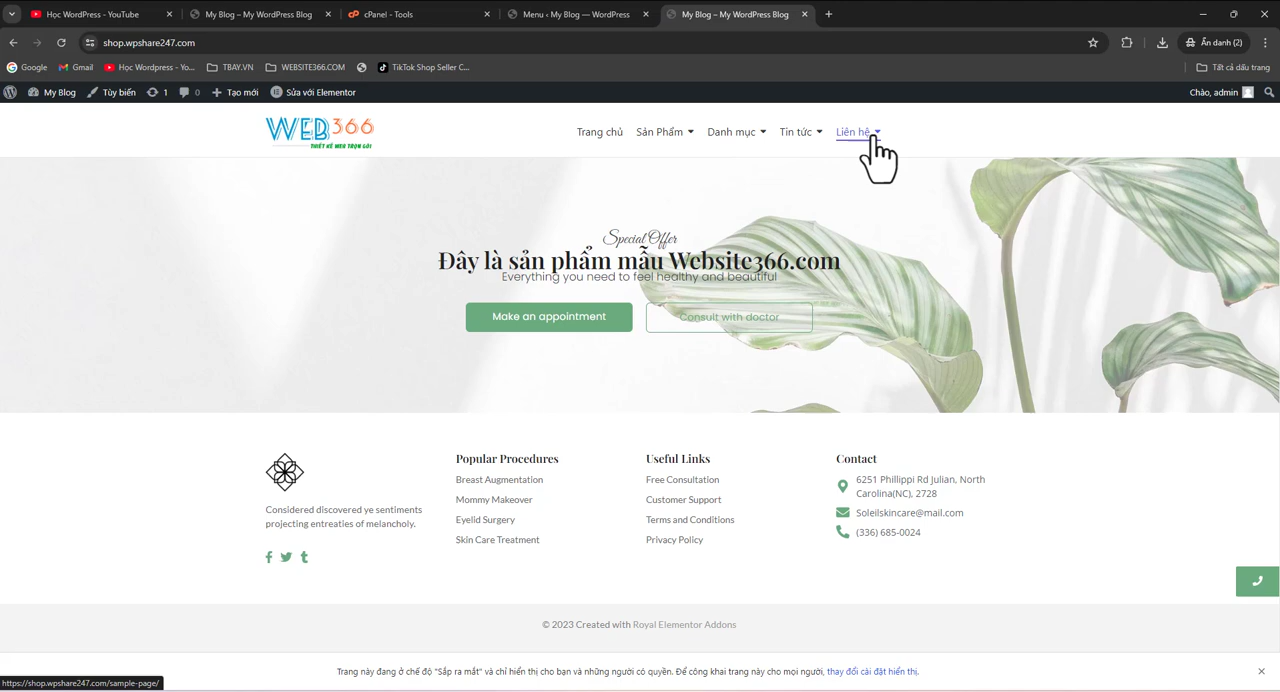 Học WordPress - YouTube
My Blog – My WordPress Blog
cPanel - Tools
Menu ‹ My Blog — WordPress
My Blog – My WordPress Blog
shop.wpshare247.com
Ẩn danh (2)
Google
Gmail
Học Wordpress - Yo...
TBAY.VN
WEBSITE366.COM
TikTok Shop Seller C...
Tất cả dấu trang
My Blog
Tùy biến
1
0
Tạo mới
Sửa với Elementor
Chào, admin
WEB366
THIẾT KẾ WEB TRỌN GÓI
Trang chủ
Sản Phẩm
Danh mục
Tin tức
Liên hệ
Special Offer
Đây là sản phẩm mẫu Website366.com
Everything you need to feel healthy and beautiful
Make an appointment
Consult with doctor
Considered discovered ye sentiments
projecting entreaties of melancholy.
Popular Procedures
Breast Augmentation
Mommy Makeover
Eyelid Surgery
Skin Care Treatment
Useful Links
Free Consultation
Customer Support
Terms and Conditions
Privacy Policy
Contact
6251 Phillippi Rd Julian, North
Carolina(NC), 2728
Soleilskincare@mail.com
(336) 685-0024
© 2023 Created with Royal Elementor Addons
Trang này đang ở chế độ "Sắp ra mắt" và chỉ hiển thị cho bạn và những người có quyền. Để công khai trang này cho mọi người, thay đổi cài đặt hiển thị.
https://shop.wpshare247.com/sample-page/